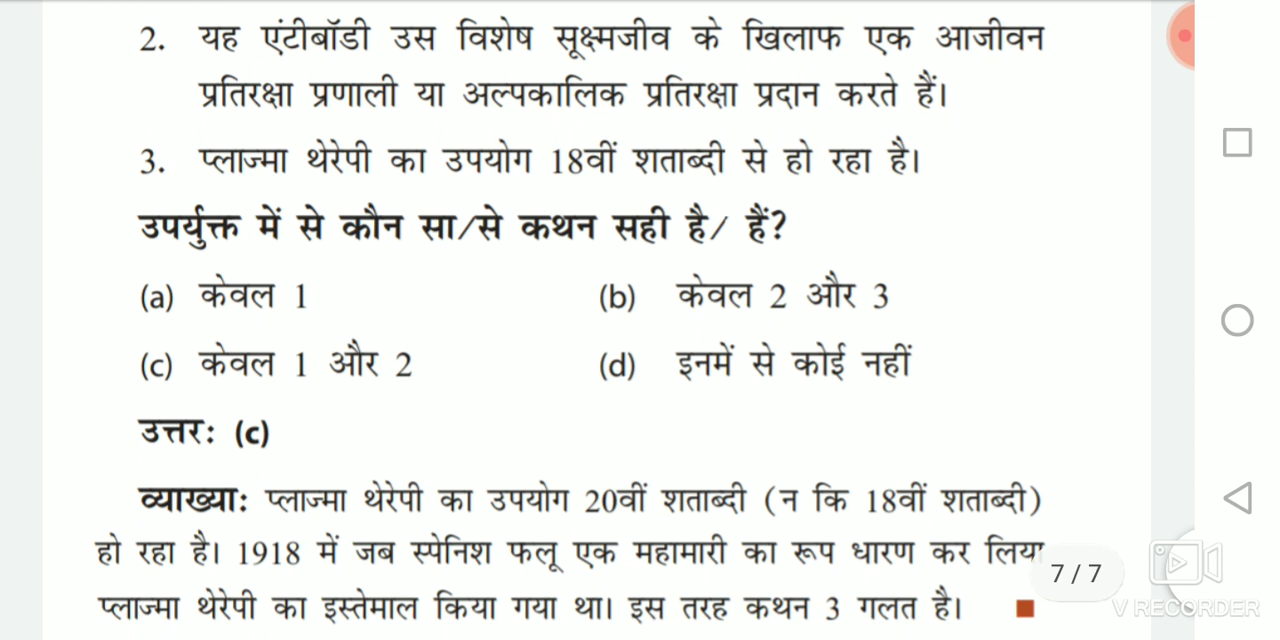 2. यह एंटीबॉडी उस विशेष सूक्ष्मजीव के खिलाफ एक आजीवन
प्रतिरक्षा प्रणाली या अल्पकालिक प्रतिरक्षा प्रदान करते हैं।
3. प्लाज्मा थेरेपी का उपयोग 18वीं शताब्दी से हो रहा है।
उपर्युक्त में से कौन सा/से कथन सही है/ हैं?
(a) केवल 1 (b) केवल 2 और 3
(c) केवल 1 और 2 (d) इनमें से कोई नहीं
उत्तरः (c)
व्याख्याः प्लाज्मा थेरेपी का उपयोग 20वीं शताब्दी (न कि 18वीं शताब्दी)
हो रहा है। 1918 में जब स्पेनिश फलू एक महामारी का रूप धारण कर लिया
7 / 7
प्लाज्मा थेरेपी का इस्तेमाल किया गया था। इस तरह कथन 3 गलत है।
V RECORDER